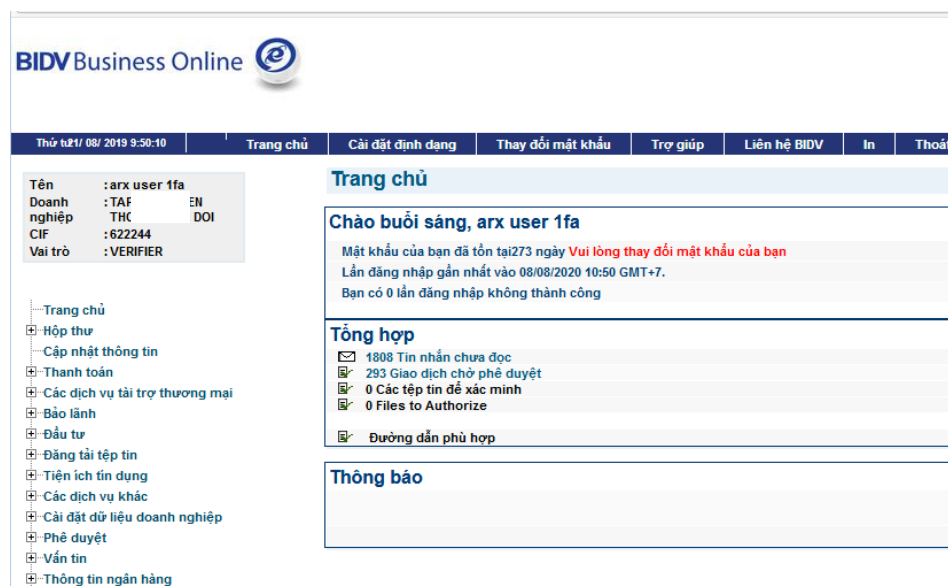 BIDV Business Online
Thứ tư21/ 08/ 2019 9:50:10
Trang chủ
Cài đặt định dạng
Thay đổi mật khẩu
Trợ giúp
Liên hệ BIDV
In
Thoát
Tên :arx user 1fa
Doanh nghiệp :
DOI
CIF :622244
Vai trò :VERIFIER
Trang chủ
Hộp thư
Cập nhật thông tin
Thanh toán
Các dịch vụ tài trợ thương mại
Bảo lãnh
Đầu tư
Đăng tải tệp tin
Tiện ích tín dụng
Các dịch vụ khác
Cài đặt dữ liệu doanh nghiệp
Phê duyệt
Vấn tin
Thông tin ngân hàng
Trang chủ
Chào buổi sáng, arx user 1fa
Mật khẩu của bạn đã tồn tại273 ngày Vui lòng thay đổi mật khẩu của bạn
Lần đăng nhập gần nhất vào 08/08/2020 10:50 GMT+7.
Bạn có 0 lần đăng nhập không thành công
Tổng hợp
1808 Tin nhắn chưa đọc
293 Giao dịch chờ phê duyệt
0 Các tệp tin để xác minh
0 Files to Authorize
Đường dẫn phù hợp
Thông báo